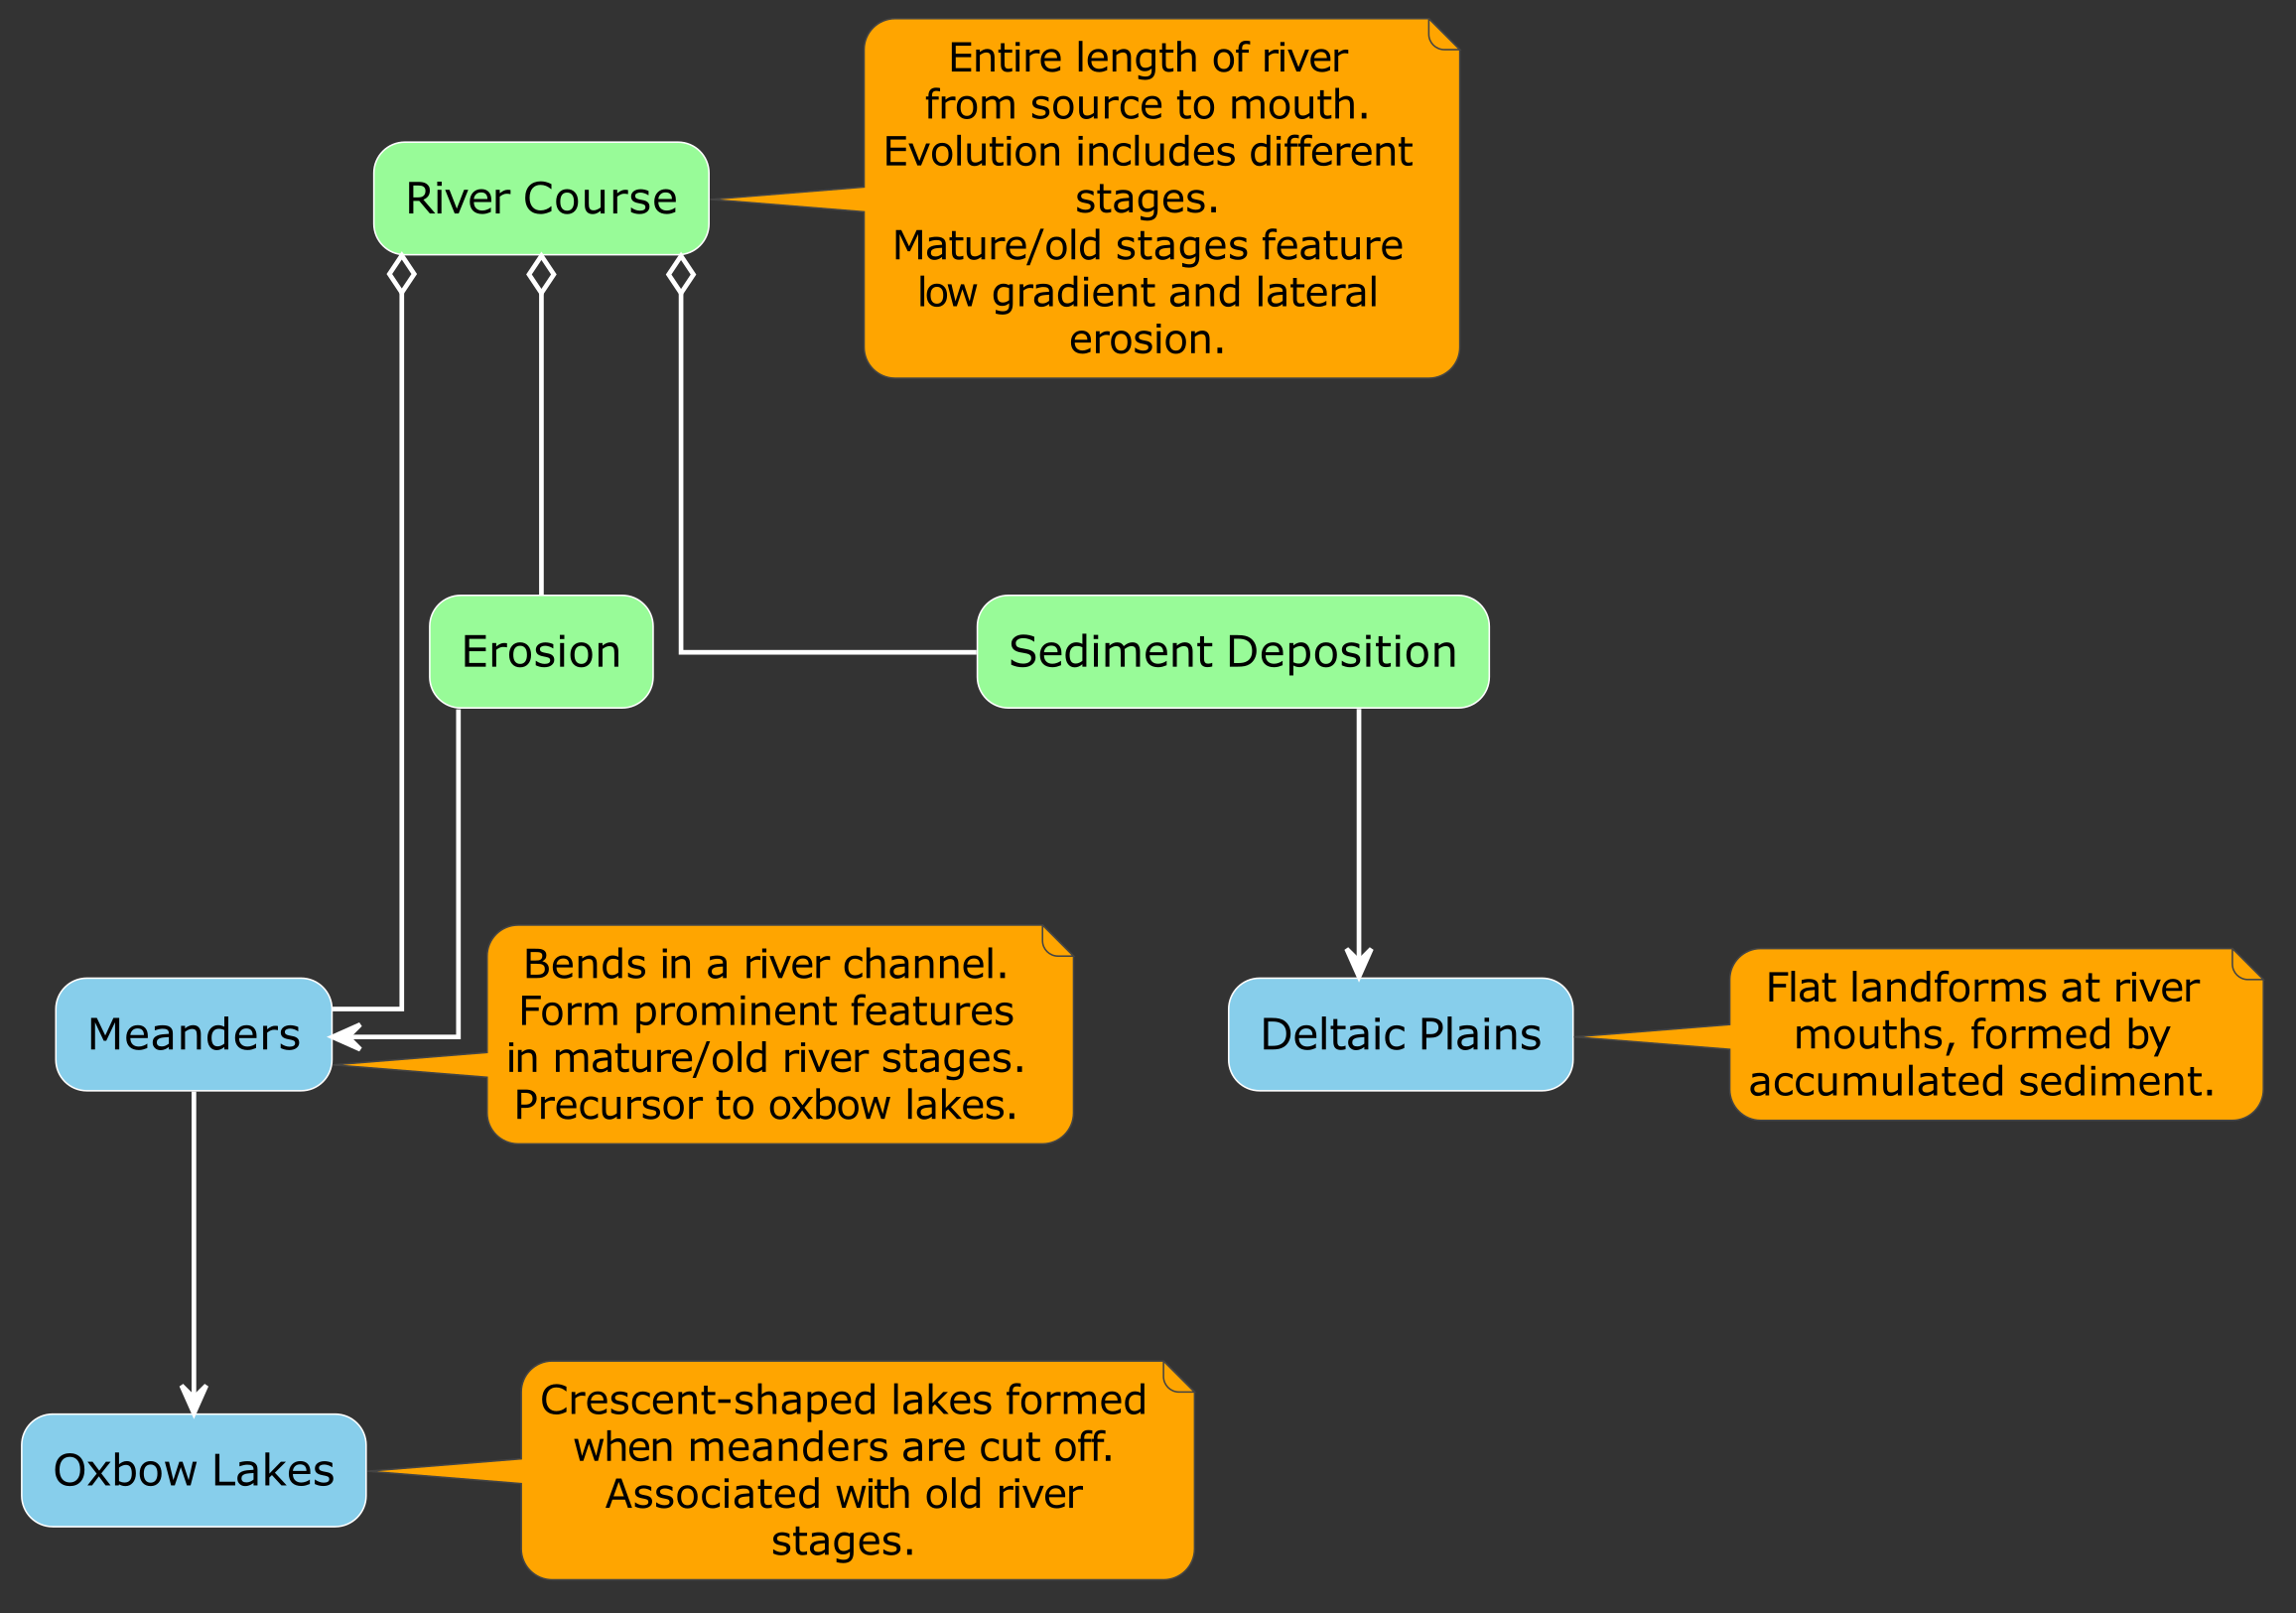 Entire length of river
from source to mouth.
Evolution includes different
stages.
Mature/old stages feature
low gradient and lateral
erosion.
River Course
Erosion
Sediment Deposition
Meanders
Bends in a river channel.
Form prominent features
in mature/old river stages.
Precursor to oxbow lakes.
Deltaic Plains
Flat landforms at river
mouths, formed by
accumulated sediment.
Oxbow Lakes
Crescent-shaped lakes formed
when meanders are cut off.
Associated with old river
stages.